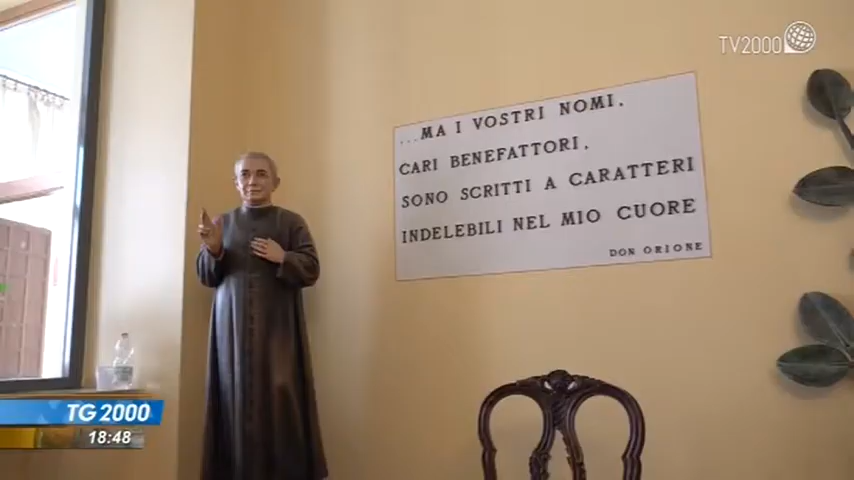 TV2000
...MA I VOSTRI NOMI,
CARI BENEFATTORI,
SONO SCRITTI A CARATTERI
INDELEBILI NEL MIO CUORE
DON ORIONE
TG 2000
18:48